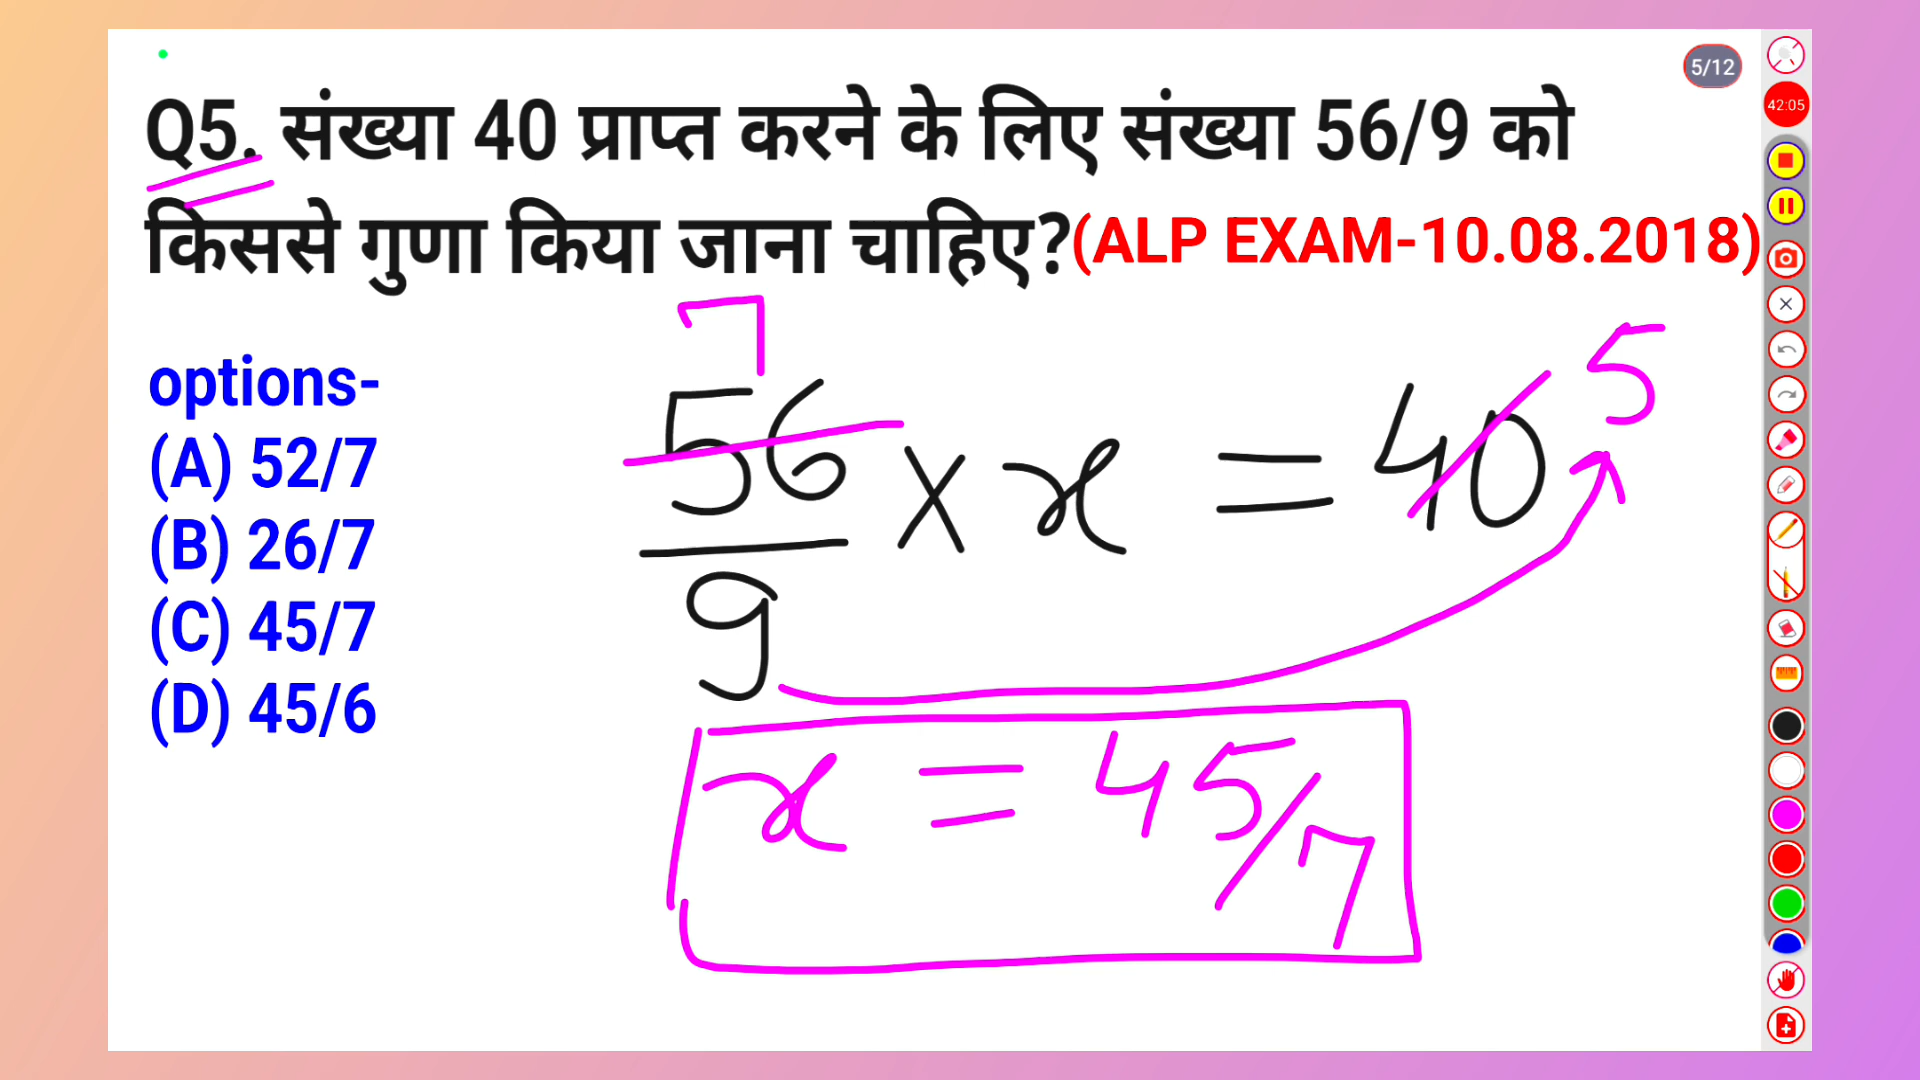 5/12
42:05
Q5. संख्या 40 प्राप्त करने के लिए संख्या 56/9 को
किससे गुणा किया जाना चाहिए?(ALP EXAM-10.08.2018)
options-
(A) 52/7
(B) 26/7
(C) 45/7
(D) 45/6
7
5
56/9 × x = 40
x = 45/7